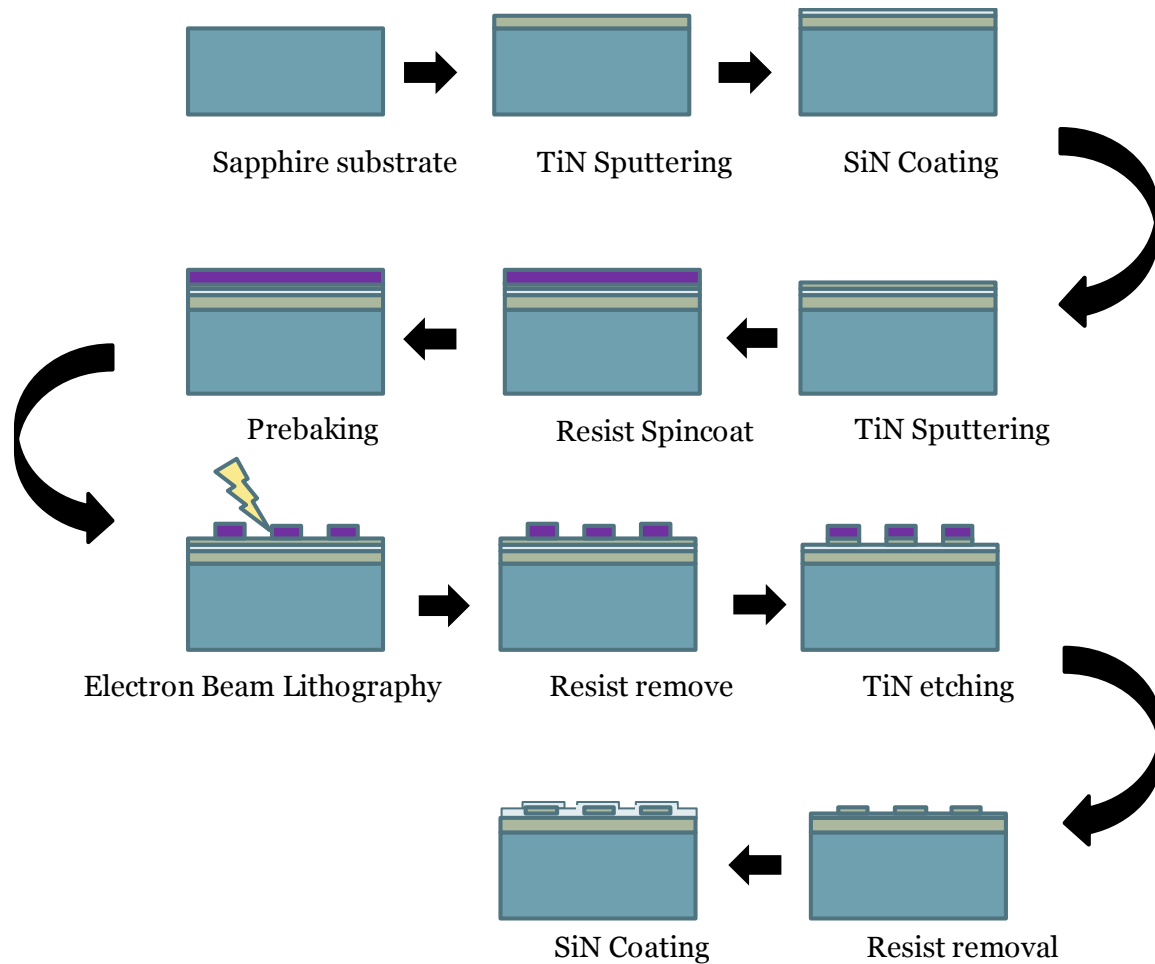 Sapphire substrate
TiN Sputtering
SiN Coating
Prebaking
Resist Spincoat
TiN Sputtering
Electron Beam Lithography
Resist remove
TiN etching
SiN Coating
Resist removal